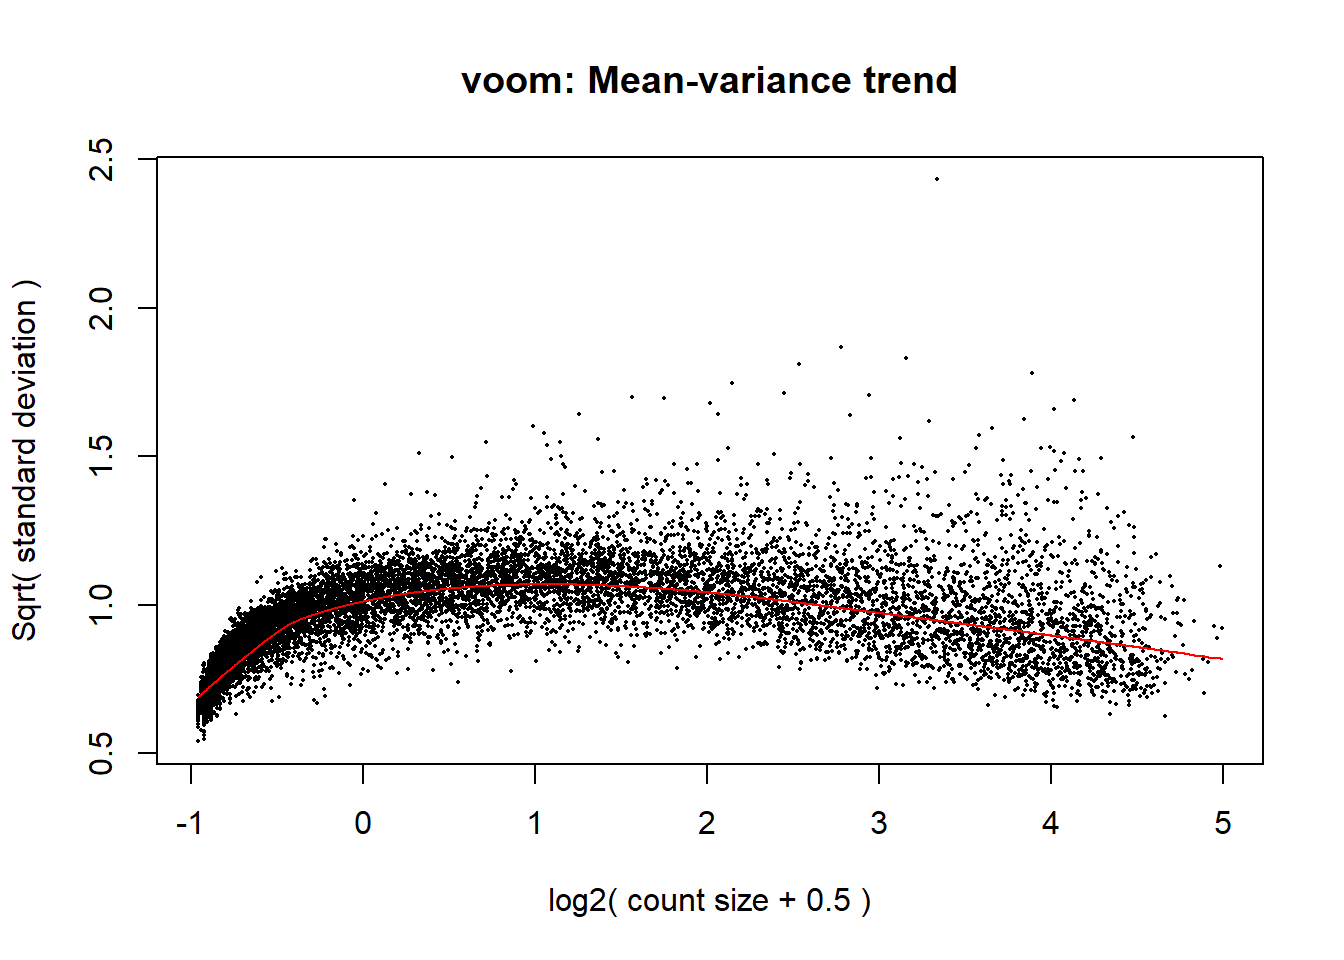 voom: Mean-variance trend
Sqrt( standard deviation )
2.5
2.0
1.5
1.0
0.5
-1 0 1 2 3 4 5
log2( count size + 0.5 )